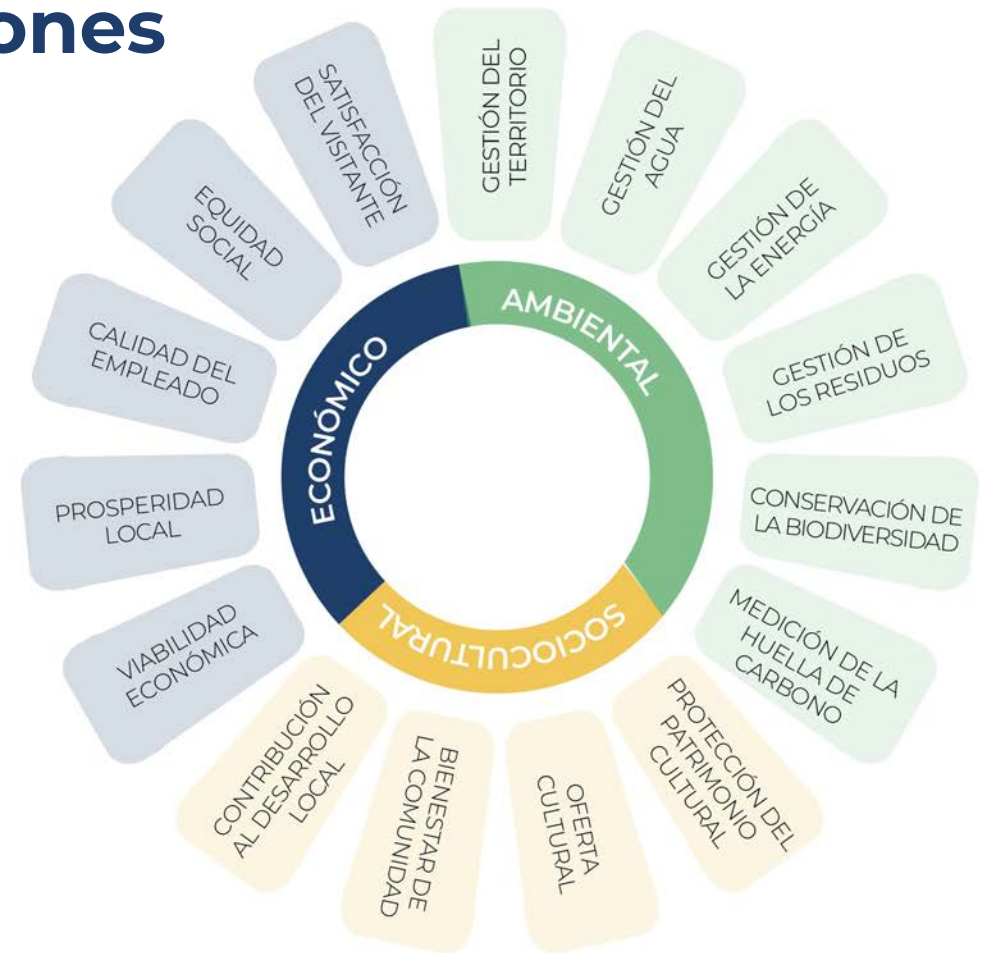 ones
GESTIÓN DEL
TERRITORIO
GESTIÓN DEL
AGUA
GESTIÓN DE
LA ENERGÍA
GESTIÓN DE
LOS RESIDUOS
CONSERVACIÓN DE
LA BIODIVERSIDAD
MEDICIÓN DE LA
HUELLA DE
CARBONO
PROTECCIÓN DEL
PATRIMONIO
CULTURAL
OFERTA
CULTURAL
BIENESTAR DE
LA COMUNIDAD
CONTRIBUCIÓN
AL DESARROLLO
LOCAL
VIABILIDAD
ECONÓMICA
PROSPERIDAD
LOCAL
CALIDAD DEL
EMPLEADO
EQUIDAD
SOCIAL
SATISFACCIÓN
DEL VISITANTE
AMBIENTAL
SOCIOCULTURAL
ECONÓMICO